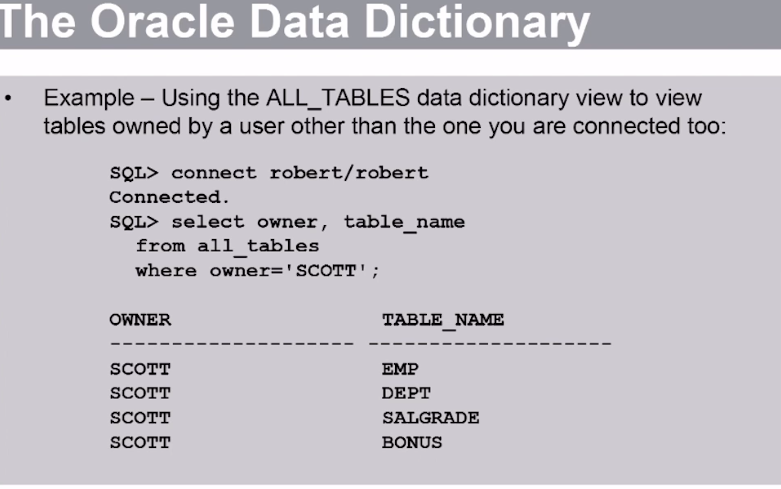 The Oracle Data Dictionary
• Example – Using the ALL_TABLES data dictionary view to view
tables owned by a user other than the one you are connected too:
SQL> connect robert/robert
Connected.
SQL> select owner, table_name
from all_tables
where owner='SCOTT';
OWNER TABLE_NAME
-------------------- --------------------
SCOTT EMP
SCOTT DEPT
SCOTT SALGRADE
SCOTT BONUS